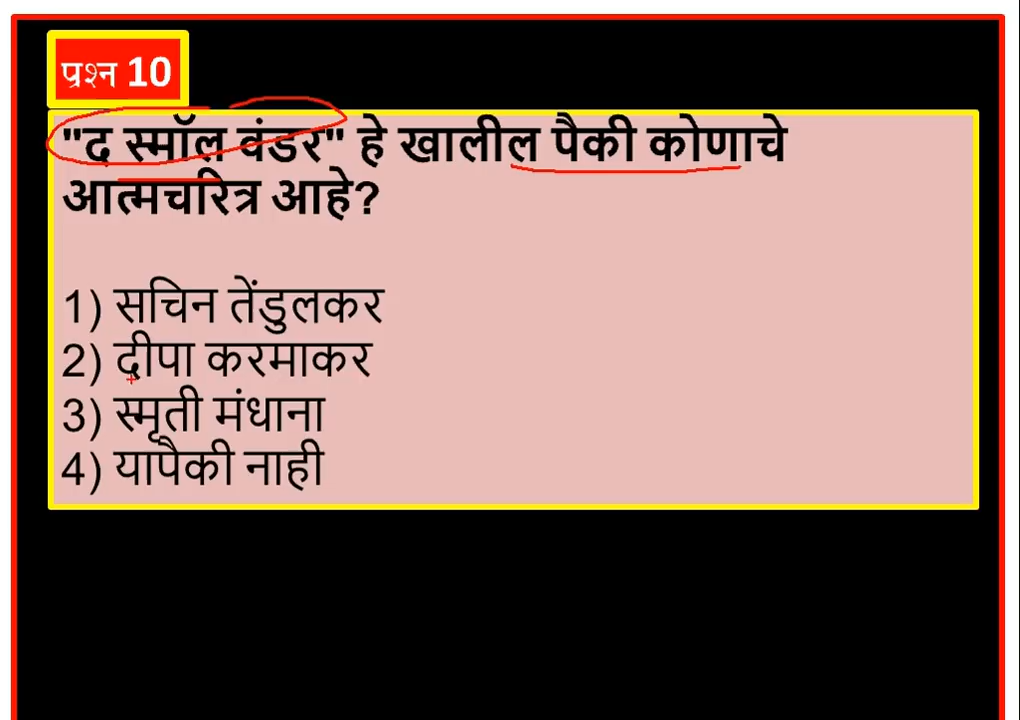 प्रश्न 10
"द स्मॉल वंडर" हे खालील पैकी कोणाचे
आत्मचरित्र आहे?
1) सचिन तेंडुलकर
2) दीपा करमाकर
3) स्मृती मंधाना
4) यापैकी नाही